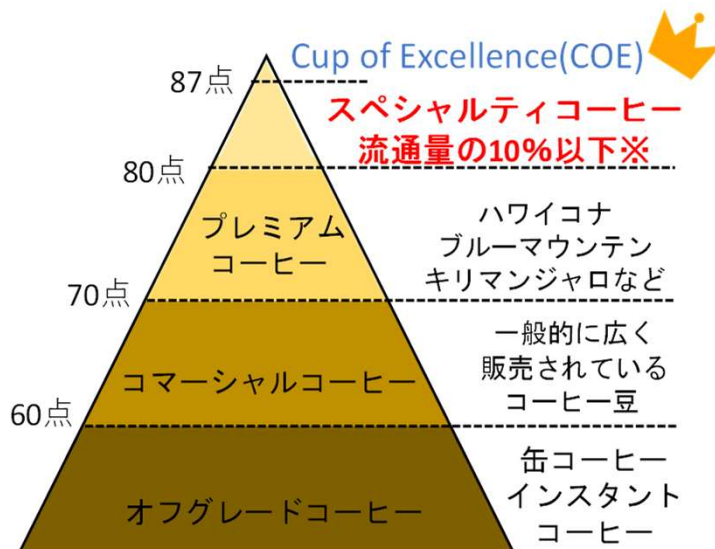 Cup of Excellence(COE)
87点
スペシャルティコーヒー
流通量の10%以下※
80点
プレミアム
コーヒー
ハワイコナ
ブルーマウンテン
キリマンジャロなど
70点
コマーシャルコーヒー
一般的に広く
販売されている
コーヒー豆
60点
オフグレードコーヒー
缶コーヒー
インスタント
コーヒー